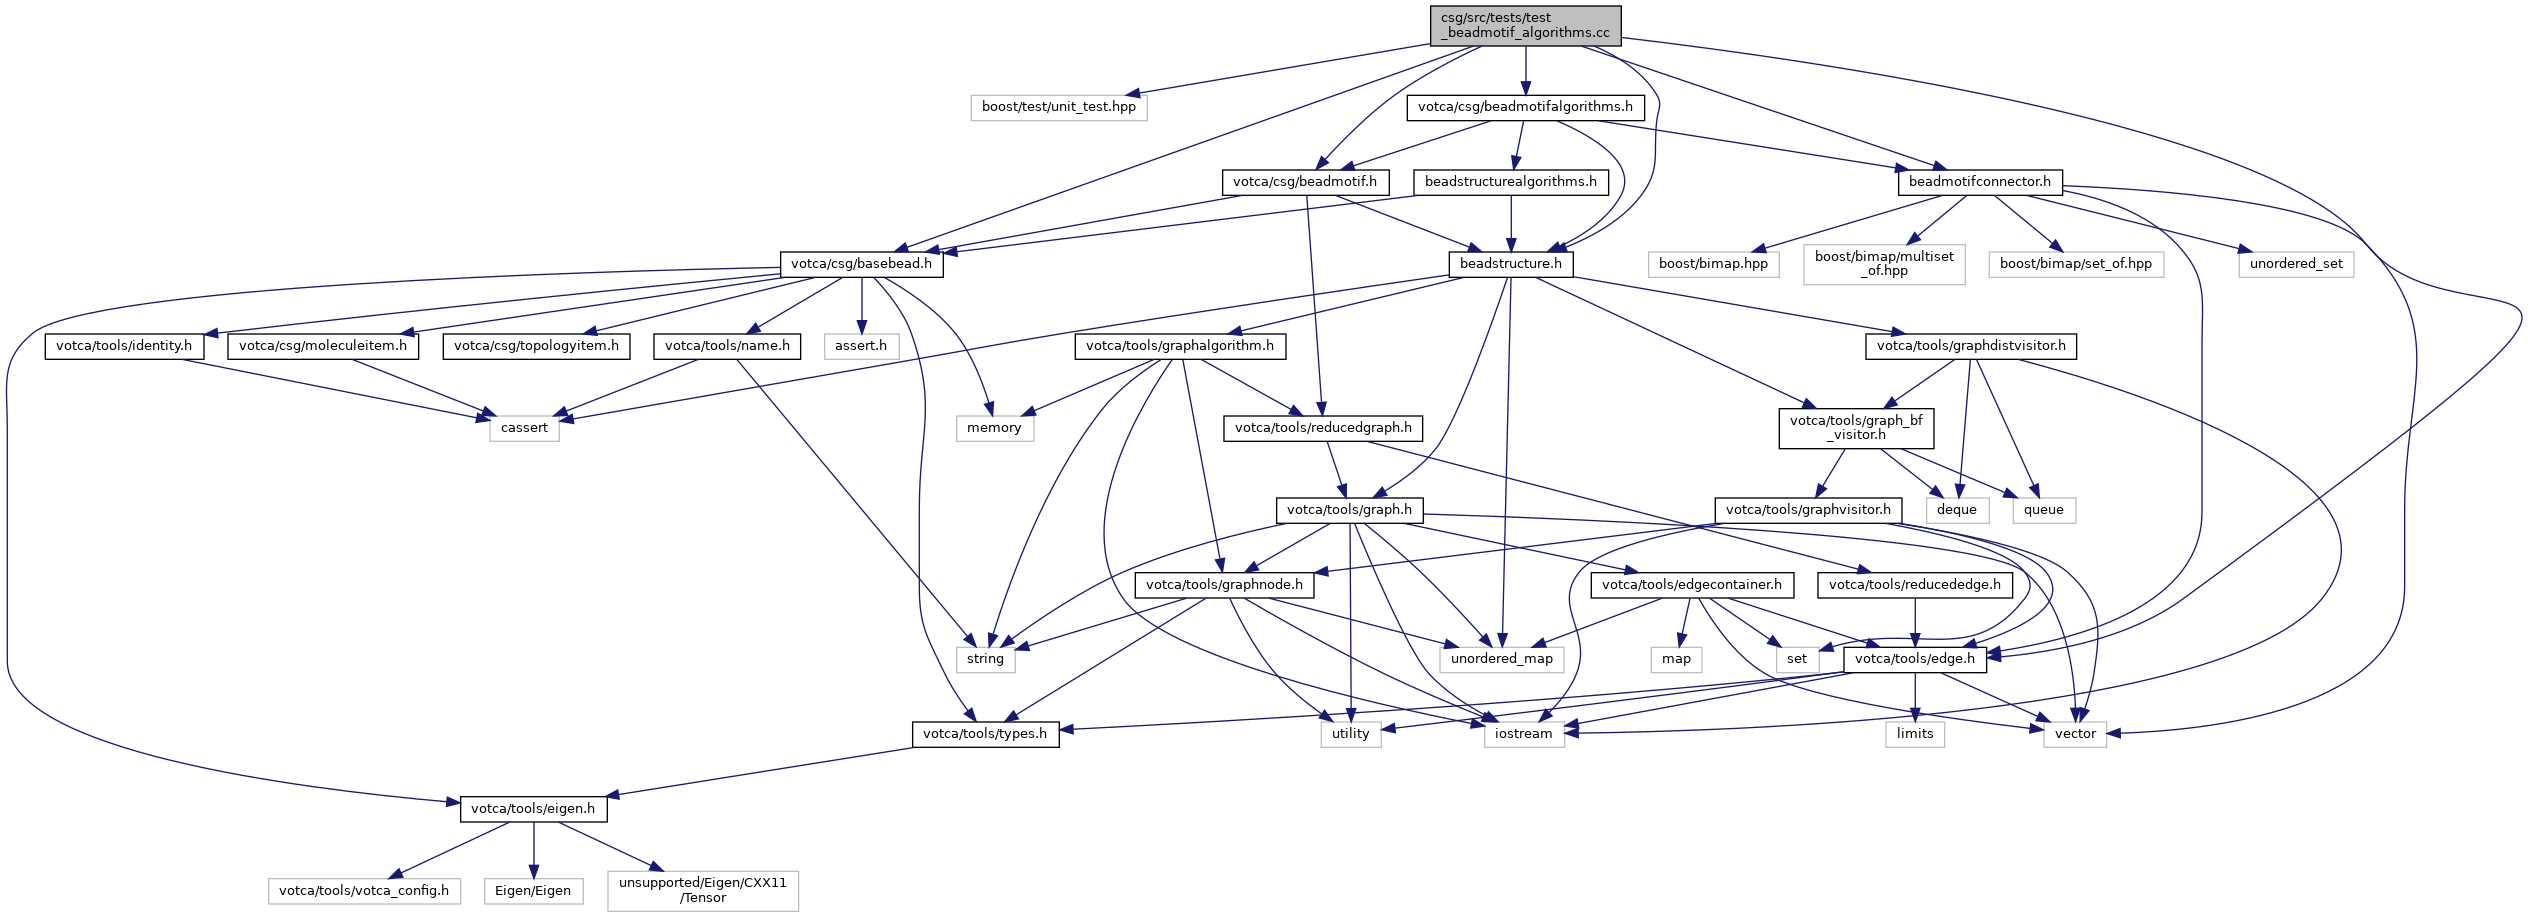 csg/src/tests/test
_beadmotif_algorithms.cc
boost/test/unit_test.hpp
votca/csg/beadmotifalgorithms.h
votca/csg/beadmotif.h
beadstructurealgorithms.h
beadmotifconnector.h
votca/csg/basebead.h
beadstructure.h
boost/bimap.hpp
boost/bimap/multiset
_of.hpp
boost/bimap/set_of.hpp
unordered_set
votca/tools/identity.h
votca/csg/moleculeitem.h
votca/csg/topologyitem.h
votca/tools/name.h
assert.h
votca/tools/graphalgorithm.h
votca/tools/graphdistvisitor.h
cassert
memory
votca/tools/reducedgraph.h
votca/tools/graph_bf
_visitor.h
votca/tools/graph.h
votca/tools/graphvisitor.h
deque
queue
votca/tools/graphnode.h
votca/tools/edgecontainer.h
votca/tools/reducededge.h
string
unordered_map
map
set
votca/tools/edge.h
votca/tools/types.h
utility
iostream
limits
vector
votca/tools/eigen.h
votca/tools/votca_config.h
Eigen/Eigen
unsupported/Eigen/CXX11
/Tensor